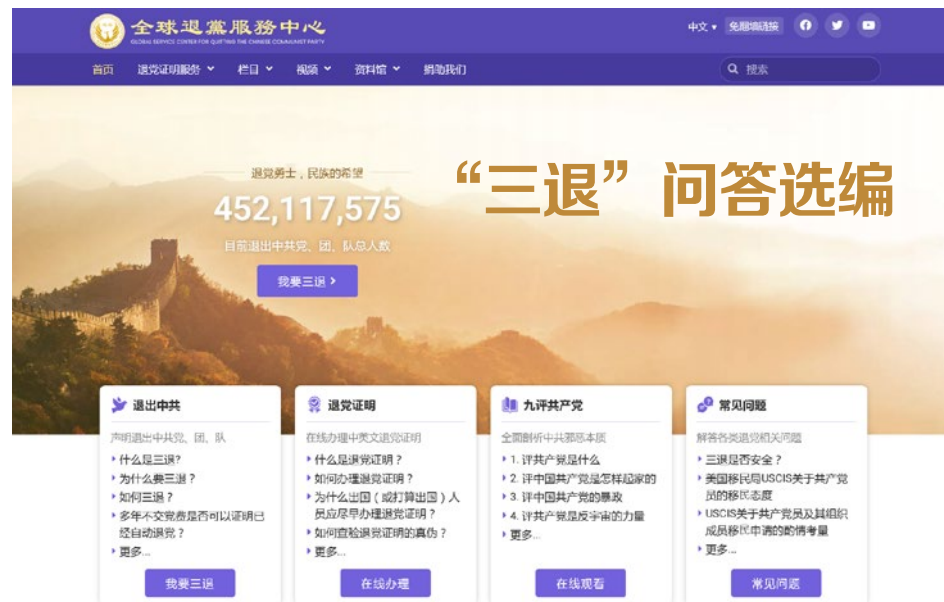 全球退黨服務中心
GLOBAL SERVICE CENTER FOR QUITTING THE CHINESE COMMUNIST PARTY
中文
免翻墙链接
首页 退党证明服务 栏目 视频 资料馆 捐助我们
搜索
退党勇士，民族的希望
452,117,575
目前退出中共党、团、队总人数
我要三退
“三退”问答选编
退出中共
声明退出中共党、团、队
什么是三退?
为什么要三退？
如何三退？
多年不交党费是否可以证明已
经自动退党？
更多...
我要三退
退党证明
在线办理中英文退党证明
什么是退党证明？
如何办理退党证明？
为什么出国（或打算出国）人
员应尽早办理退党证明？
如何查验退党证明的真伪？
更多...
在线办理
九评共产党
全面剖析中共邪恶本质
1. 评共产党是什么
2. 评中国共产党是怎样起家的
3. 评中国共产党的暴政
4. 评共产党是反宇宙的力量
更多...
在线观看
常见问题
解答各类退党相关问题
三退是否安全？
美国移民局USCIS关于共产党
员的移民态度
USCIS关于共产党员及其组织
成员移民申请的酌情考量
更多...
常见问题